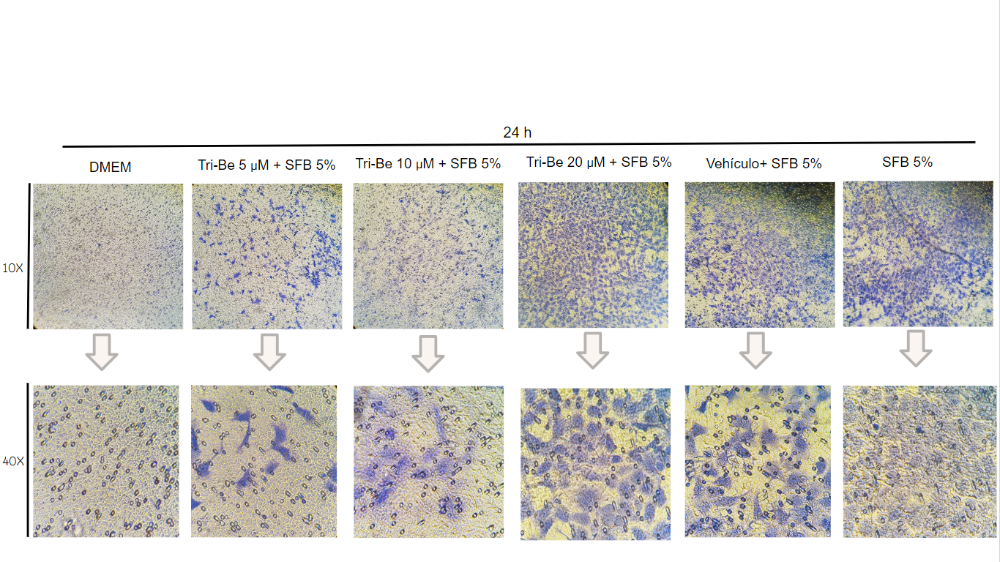 24 h
DMEM
Tri-Be 5 µM + SFB 5%
Tri-Be 10 µM + SFB 5%
Tri-Be 20 µM + SFB 5%
Vehículo+ SFB 5%
SFB 5%
10X
40X